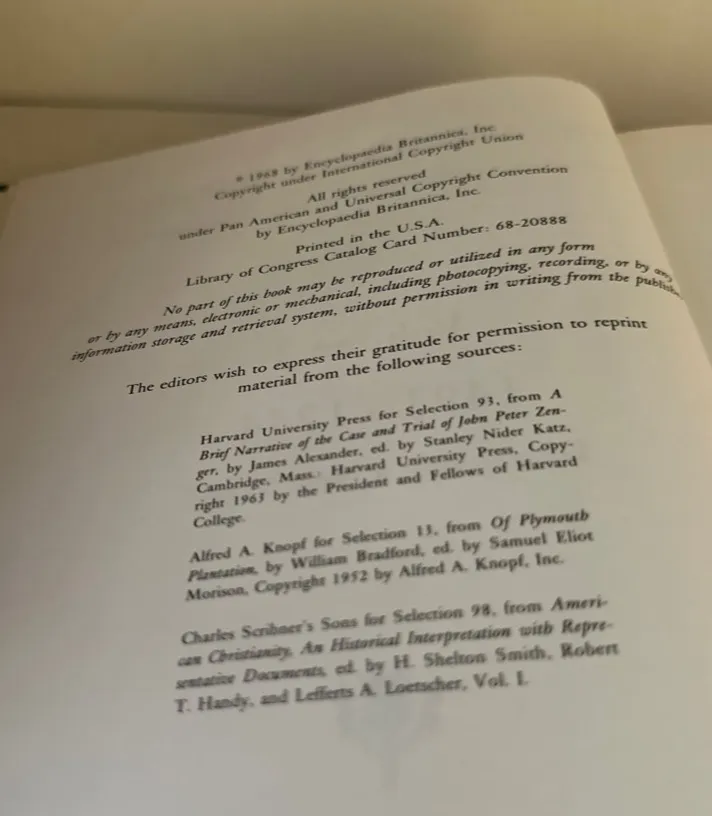 © 1968 by Encyclopaedia Britannica, Inc.
Copyright under International Copyright Union
All rights reserved
under Pan American and Universal Copyright Convention
by Encyclopaedia Britannica, Inc.
Printed in the U.S.A.
Library of Congress Catalog Card Number: 68-20888
No part of this book may be reproduced or utilized in any form
or by any means, electronic or mechanical, including photocopying, recording, or by any
information storage and retrieval system, without permission in writing from the publishe
The editors wish to express their gratitude for permission to reprint
material from the following sources:
Harvard University Press for Selection 93, from A
Brief Narrative of the Case and Trial of John Peter Zen-
ger, by James Alexander, ed. by Stanley Nider Katz,
Cambridge, Mass.: Harvard University Press, Copy-
right 1963 by the President and Fellows of Harvard
College.
Alfred A. Knopf for Selection 13, from Of Plymouth
Plantation, by William Bradford, ed. by Samuel Eliot
Morison, Copyright 1952 by Alfred A. Knopf, Inc.
Charles Scribner's Sons for Selection 98, from Ameri-
can Christianity, An Historical Interpretation with Repre-
sentative Documents, ed. by H. Shelton Smith, Robert
T. Handy, and Lefferts A. Loetscher, Vol. I.